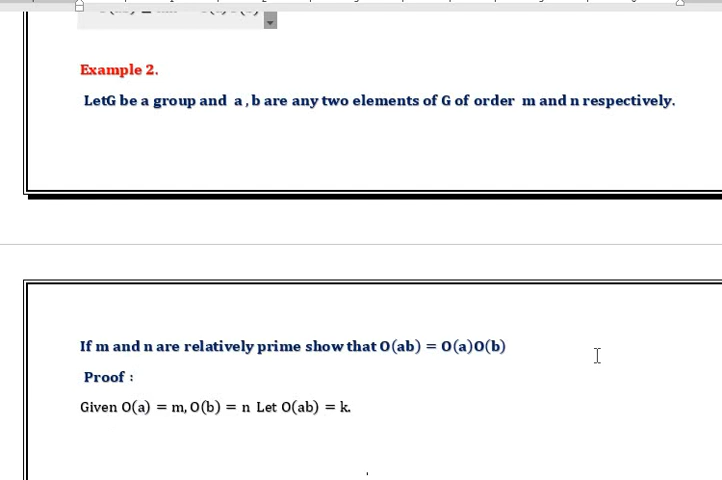 Example 2.
LetG be a group and a , b are any two elements of G of order m and n respectively.
If m and n are relatively prime show that O(ab) = O(a)O(b)
Proof :
Given O(a) = m, O(b) = n Let O(ab) = k.